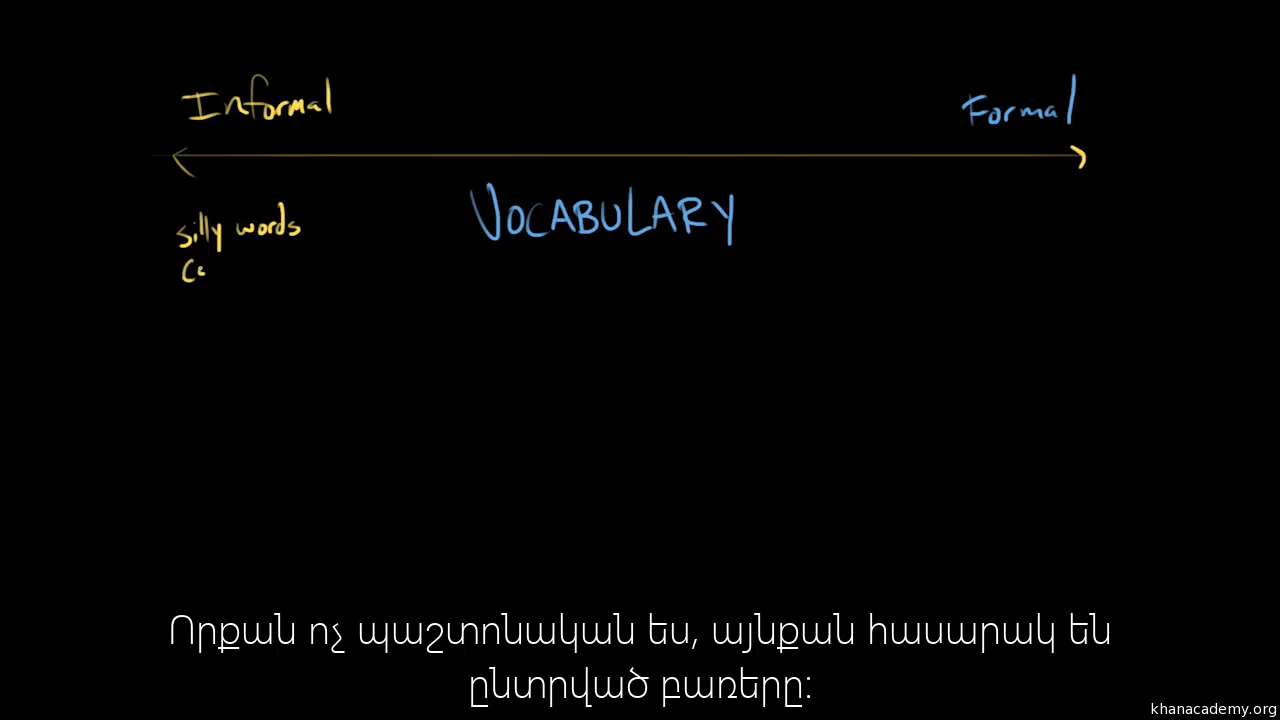 Informal
Formal
VOCABULARY
silly words
Որքան ոչ պաշտոնական ես, այնքան հասարակ են
ընտրված բառերը:
khanacademy.org